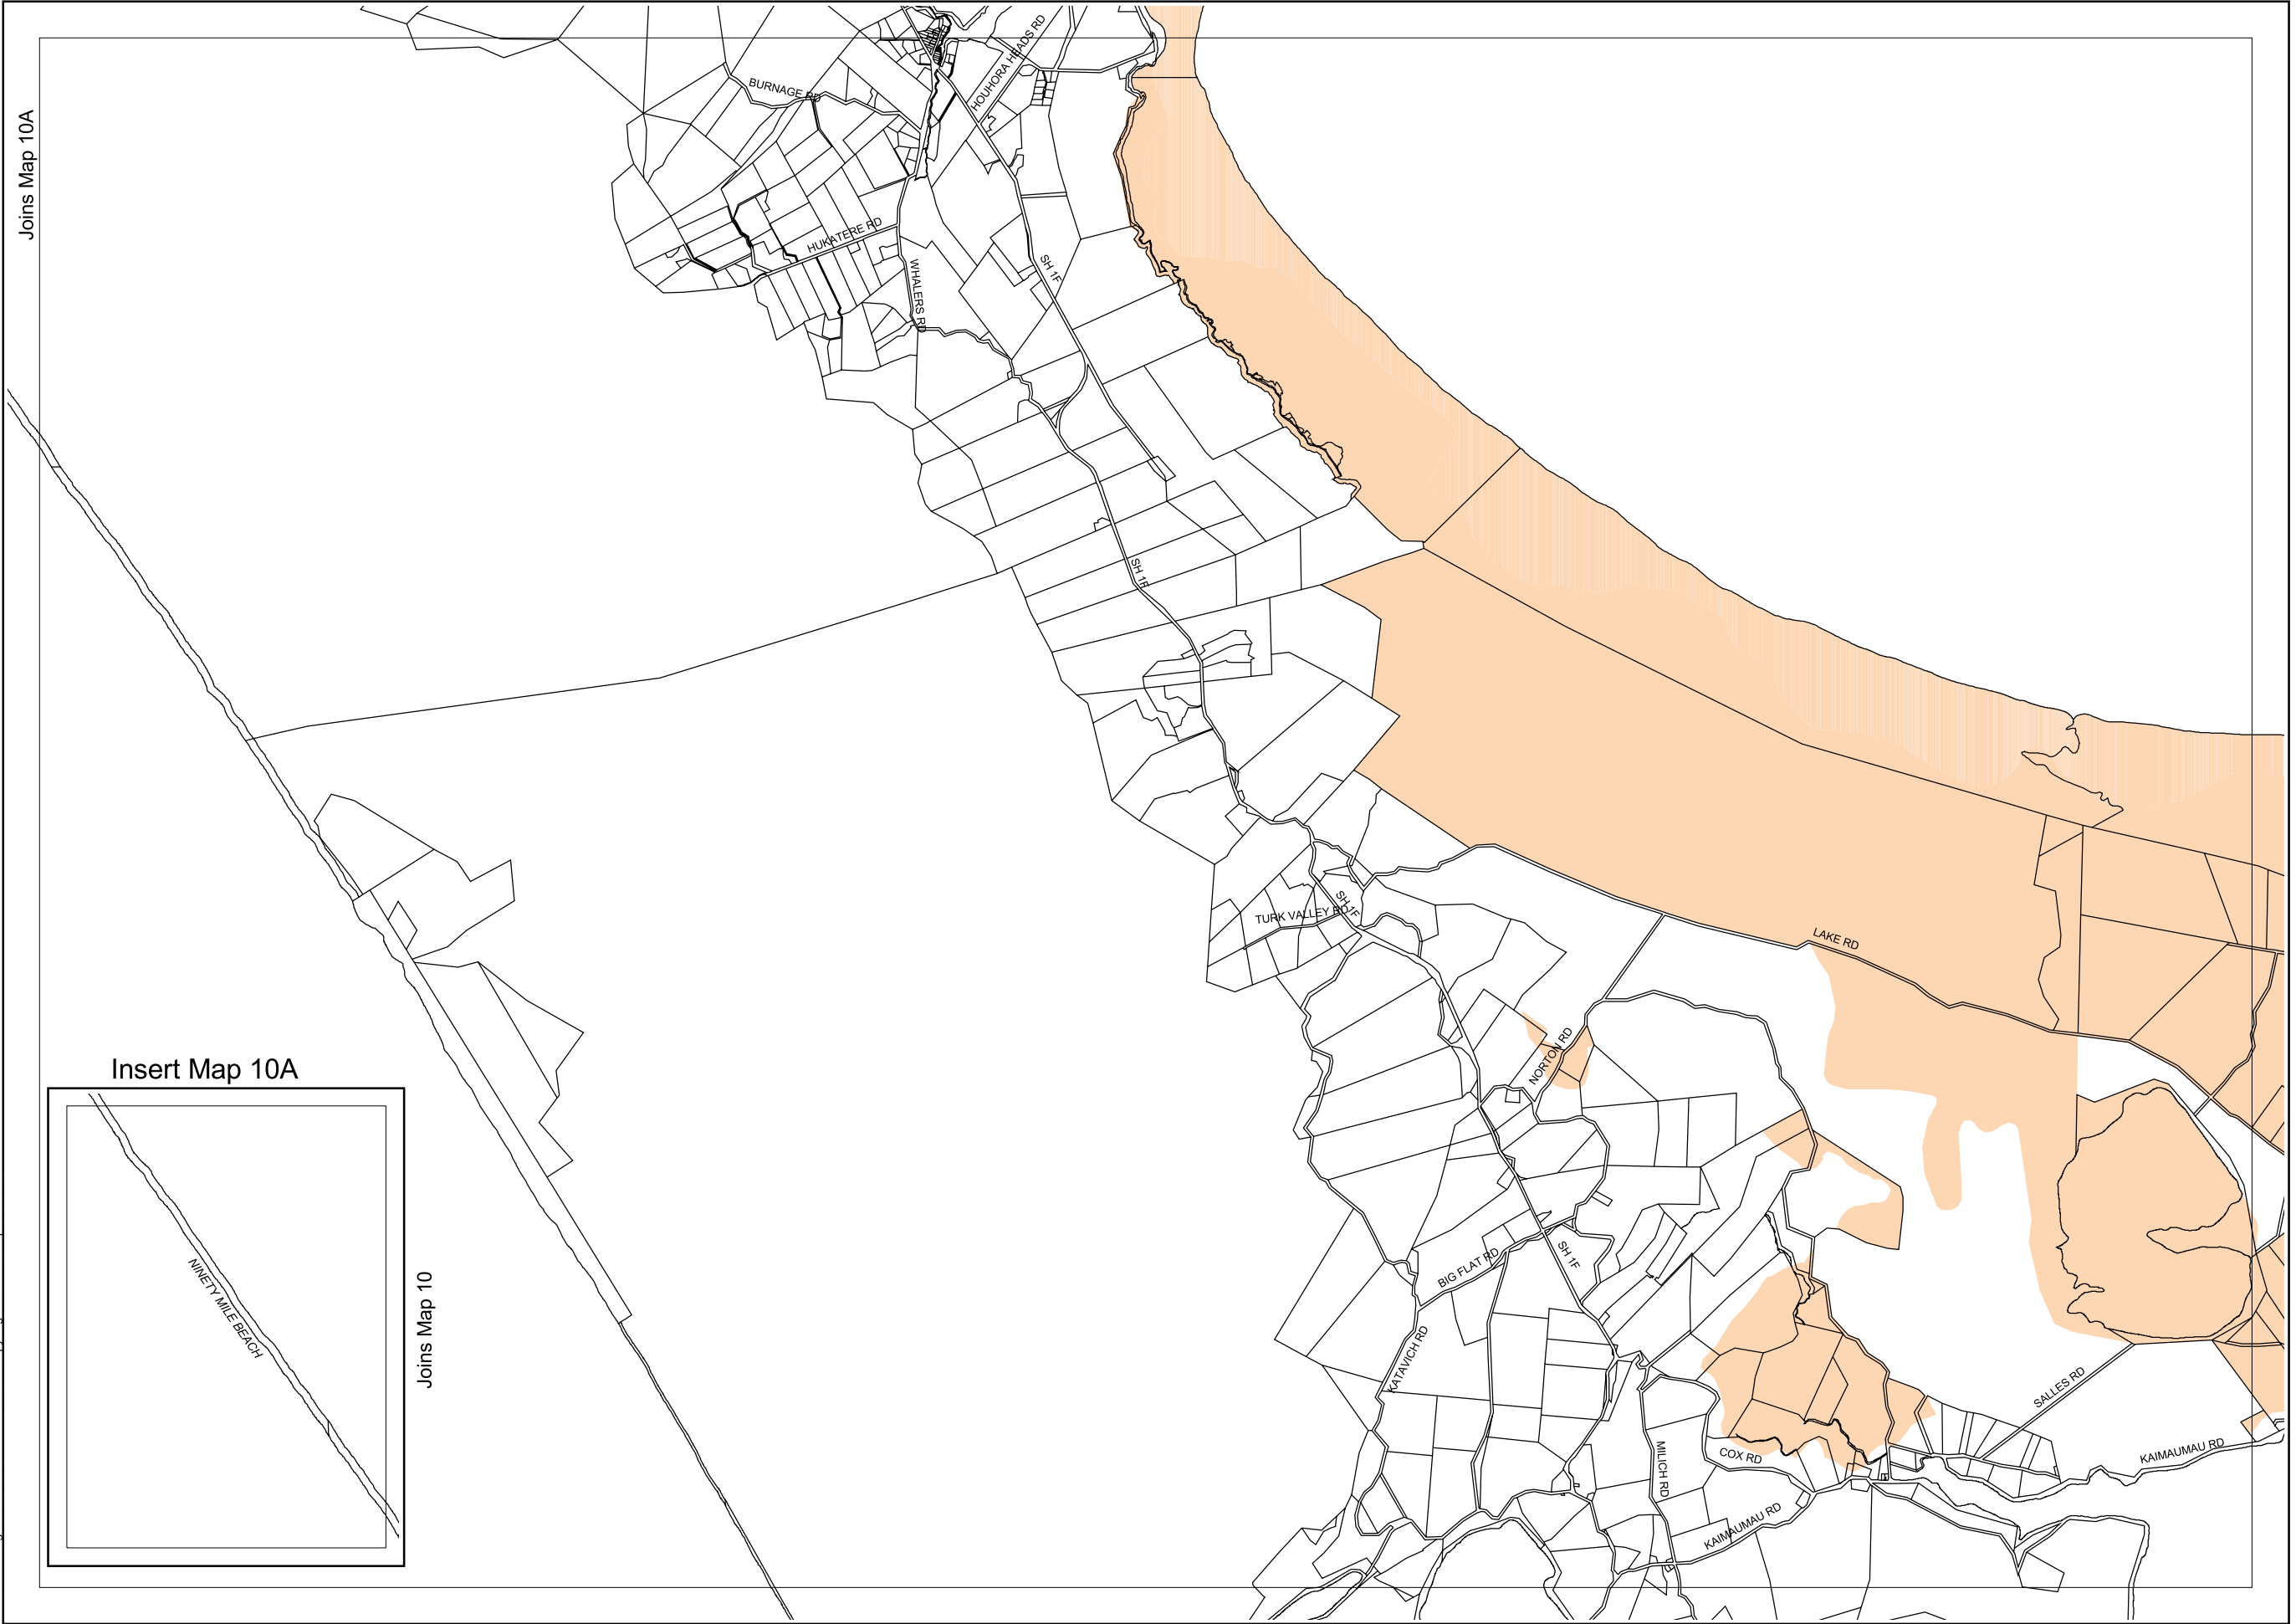 Joins Map 10A
BURNAGE RD
HOUHORA HEADS RD
HUKATERE RD
WHALERS RD
SH 1F
SH 1F
TURK VALLEY RD
SH 1F
LAKE RD
NORTON RD
BIG FLAT RD
SH 1F
KATAVICH RD
SALLES RD
MILICH RD
COX RD
KAIMAUMAU RD
KAIMAUMAU RD
Insert Map 10A
NINETY MILE BEACH
Joins Map 10